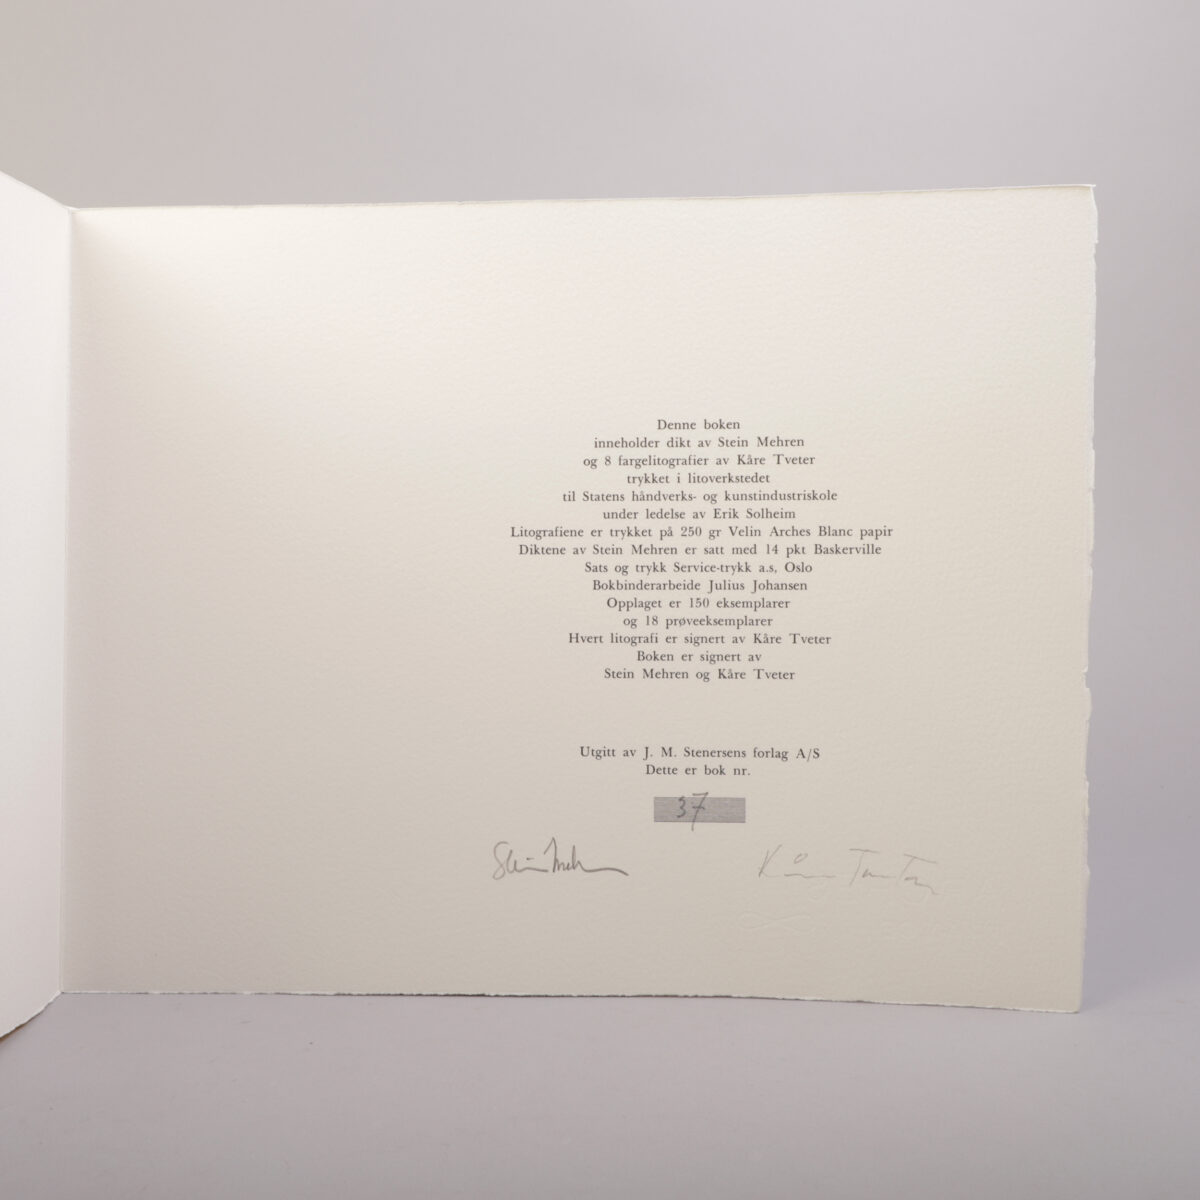 Denne boken
inneholder dikt av Stein Mehren
og 8 fargelitografier av Kåre Tveter
trykket i litoverkstedet
til Statens håndverks- og kunstindustriskole
under ledelse av Erik Solheim
Litografiene er trykket på 250 gr Velin Arches Blanc papir
Diktene av Stein Mehren er satt med 14 pkt Baskerville
Sats og trykk Service-trykk a.s, Oslo
Bokbinderarbeide Julius Johansen
Opplaget er 150 eksemplarer
og 18 prøveeksemplarer
Hvert litografi er signert av Kåre Tveter
Boken er signert av
Stein Mehren og Kåre Tveter
Utgitt av J. M. Stenersens forlag A/S
Dette er bok nr.
37
Stein Mehren Kåre Tveter